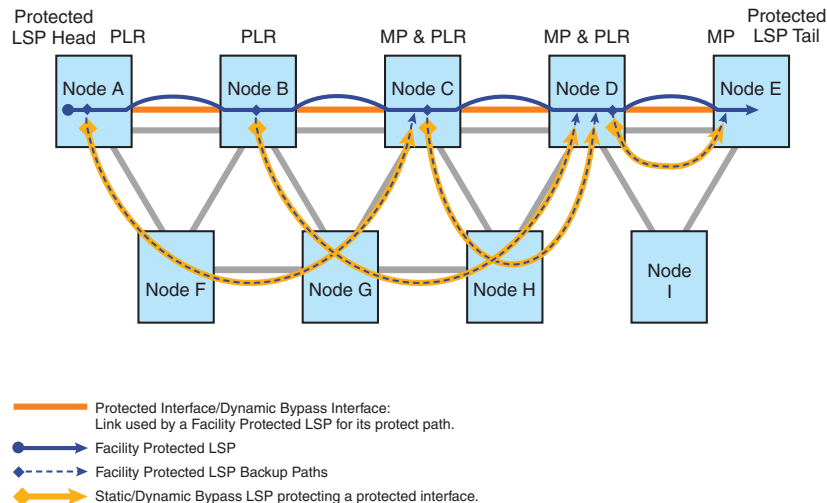 Protected
LSP Head
PLR
PLR
MP & PLR
MP & PLR
MP
Protected
LSP Tail
Node A
Node B
Node C
Node D
Node E
Node F
Node G
Node H
Node
I
Protected Interface/Dynamic Bypass Interface:
Link used by a Facility Protected LSP for its protect path.
Facility Protected LSP
Facility Protected LSP Backup Paths
Static/Dynamic Bypass LSP protecting a protected interface.